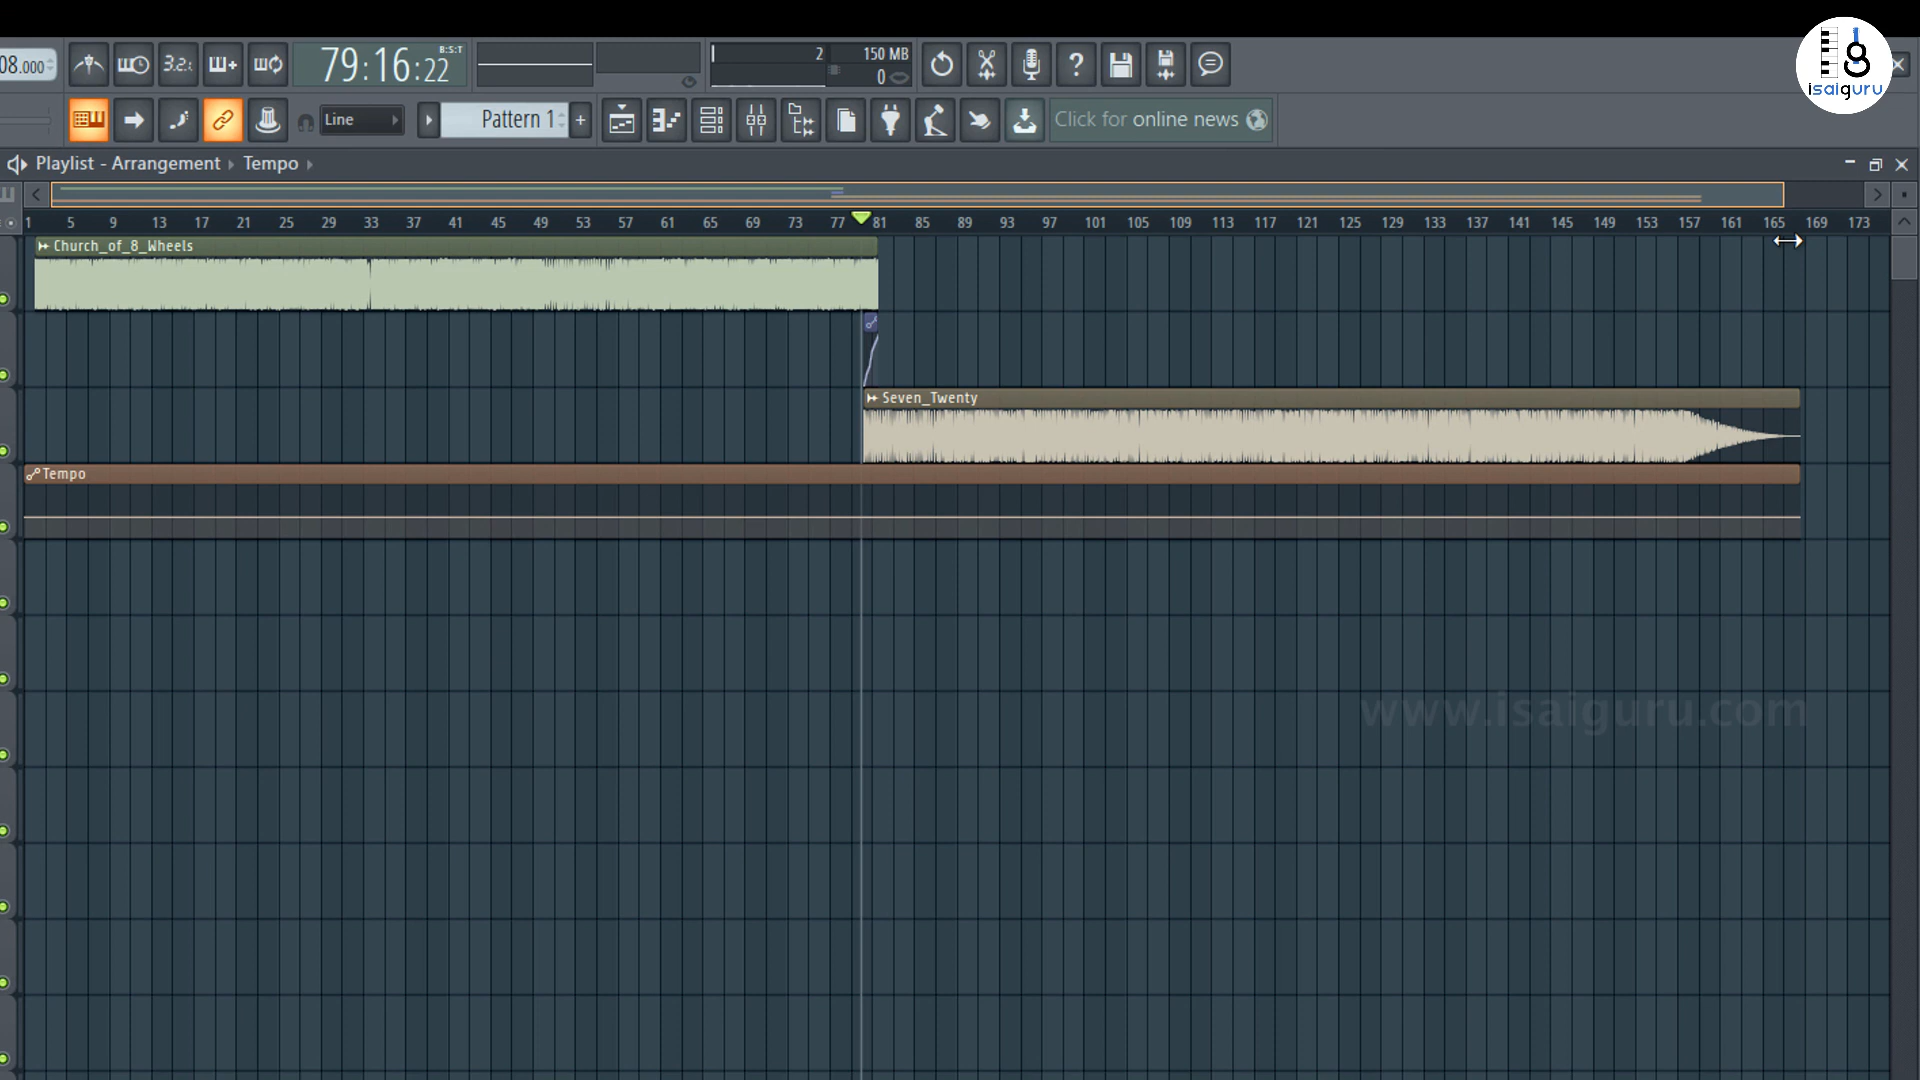 08.000
3.2.
79:16:22
B:S:T
2
150 MB
0
isaiguru
Line
Pattern 1
+
Click for online news
Playlist - Arrangement
Tempo
1 5 9 13 17 21 25 29 33 37 41 45 49 53 57 61 65 69 73 77 81 85 89 93 97 101 105 109 113 117 121 125 129 133 137 141 145 149 153 157 161 165 169 173
Church_of_8_Wheels
Seven_Twenty
Tempo
www.isaiguru.com